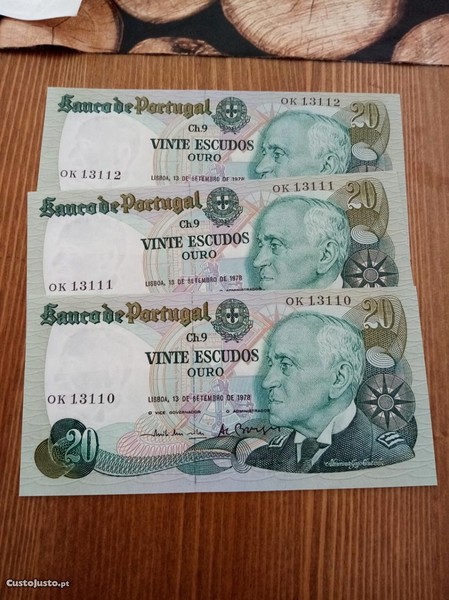 Banco de Portugal
20
OK 13112
Ch.9
VINTE ESCUDOS
OURO
OK 13112
LISBOA, 13 DE SETEMBRO DE 1978
Banco de Portugal
20
OK 13111
Ch.9
VINTE ESCUDOS
OURO
OK 13111
LISBOA, 13 DE SETEMBRO DE 1978
Banco de Portugal
20
OK 13110
Ch.9
VINTE ESCUDOS
OURO
OK 13110
LISBOA, 13 DE SETEMBRO DE 1978
O VICE GOVERNADOR
O ADMINISTRADOR
20
CustoJusto.pt